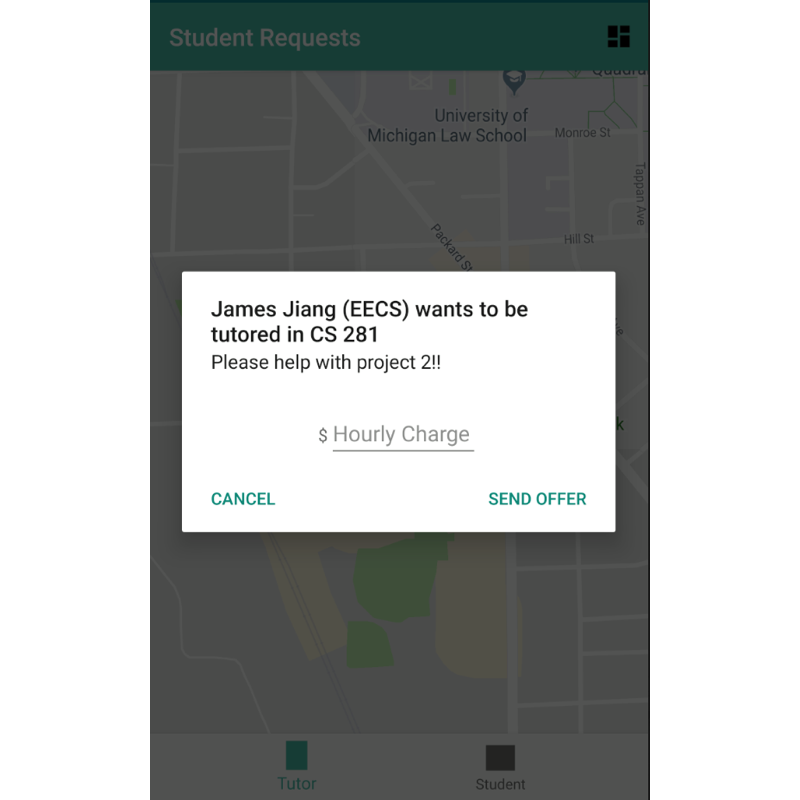 Student Requests
University of
Michigan Law School
Monroe St
Tappan Ave
Packard St
Hill St
James Jiang (EECS) wants to be
tutored in CS 281
Please help with project 2!!
$ Hourly Charge
CANCEL
SEND OFFER
Tutor
Student